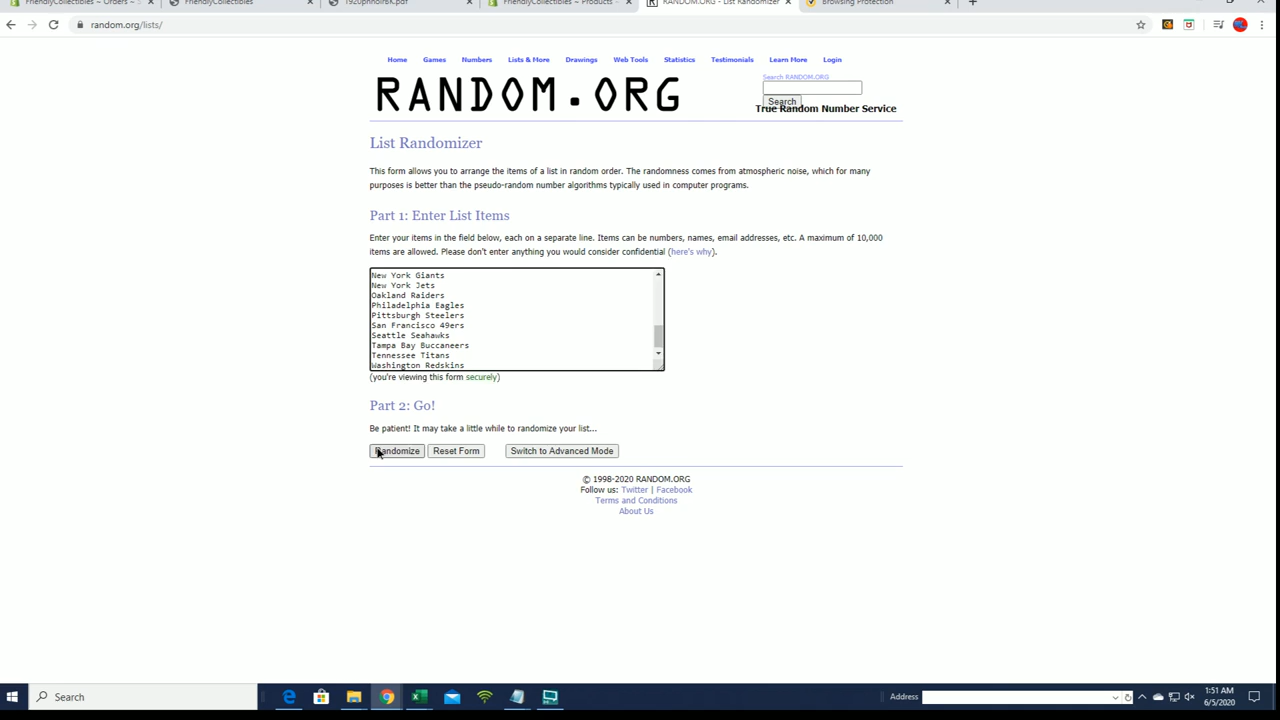 FriendlyCollectibles ~ Orders ~ S
FriendlyCollectibles
1920phhoirBK.pdf
FriendlyCollectibles ~ Products ~
RANDOM.ORG - List Randomizer
Browsing Protection
random.org/lists/
Home Games Numbers Lists & More Drawings Web Tools Statistics Testimonials Learn More Login
RANDOM.ORG
Search RANDOM.ORG
Search
True Random Number Service
List Randomizer
This form allows you to arrange the items of a list in random order. The randomness comes from atmospheric noise, which for many
purposes is better than the pseudo-random number algorithms typically used in computer programs.
Part 1: Enter List Items
Enter your items in the field below, each on a separate line. Items can be numbers, names, email addresses, etc. A maximum of 10,000
items are allowed. Please don't enter anything you would consider confidential (here's why).
New York Giants
New York Jets
Oakland Raiders
Philadelphia Eagles
Pittsburgh Steelers
San Francisco 49ers
Seattle Seahawks
Tampa Bay Buccaneers
Tennessee Titans
Washington Redskins
(you're viewing this form securely)
Part 2: Go!
Be patient! It may take a little while to randomize your list...
Randomize Reset Form Switch to Advanced Mode
© 1998-2020 RANDOM.ORG
Follow us: Twitter | Facebook
Terms and Conditions
About Us
Search
Address
1:51 AM
6/5/2020